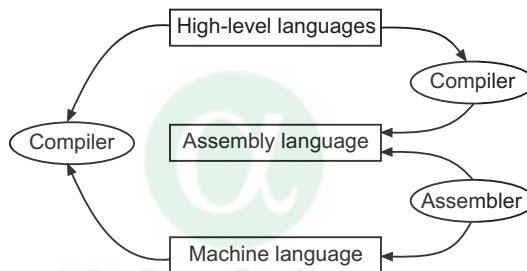 High-level languages
Compiler
Compiler
Assembly language
Assembler
Machine language